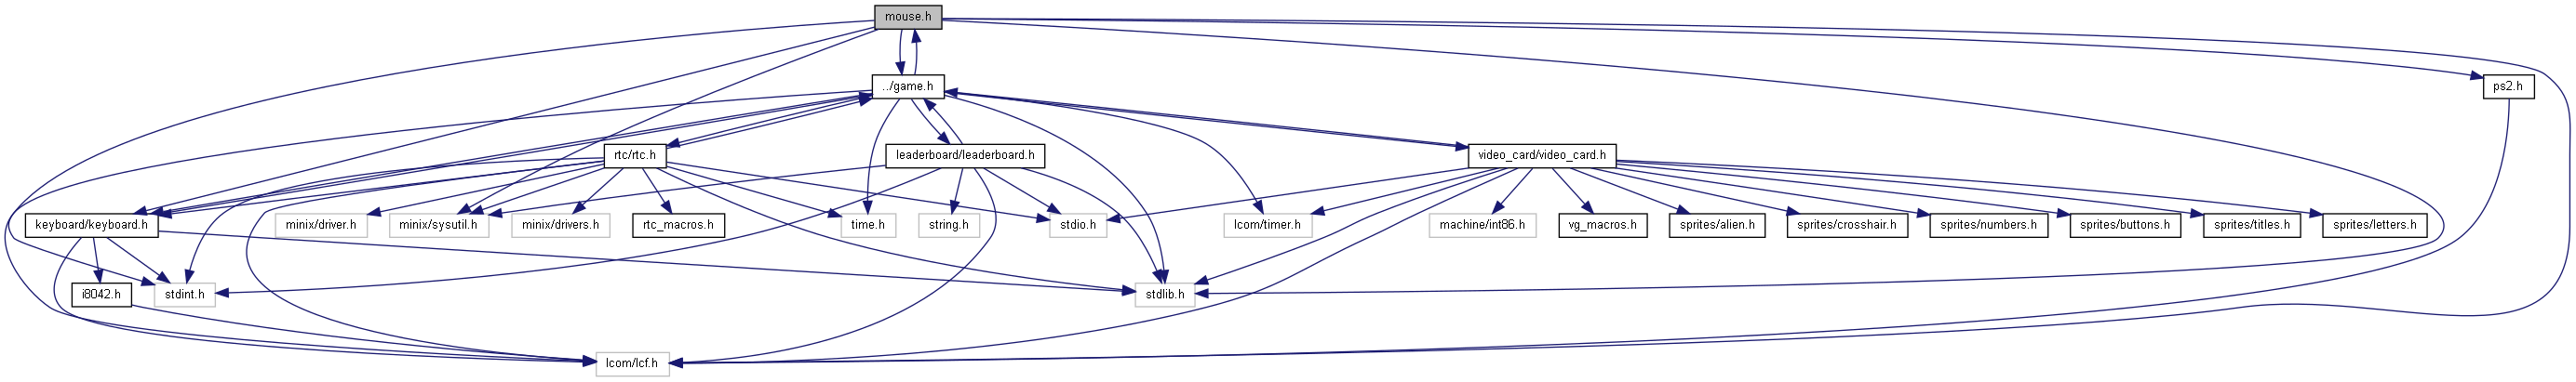 mouse.h
../game.h
ps2.h
rtc/rtc.h
leaderboard/leaderboard.h
video_card/video_card.h
keyboard/keyboard.h
minix/driver.h
minix/sysutil.h
minix/drivers.h
rtc_macros.h
time.h
string.h
stdio.h
lcom/timer.h
machine/int86.h
vg_macros.h
sprites/alien.h
sprites/crosshair.h
sprites/numbers.h
sprites/buttons.h
sprites/titles.h
sprites/letters.h
i8042.h
stdint.h
stdlib.h
lcom/lcf.h